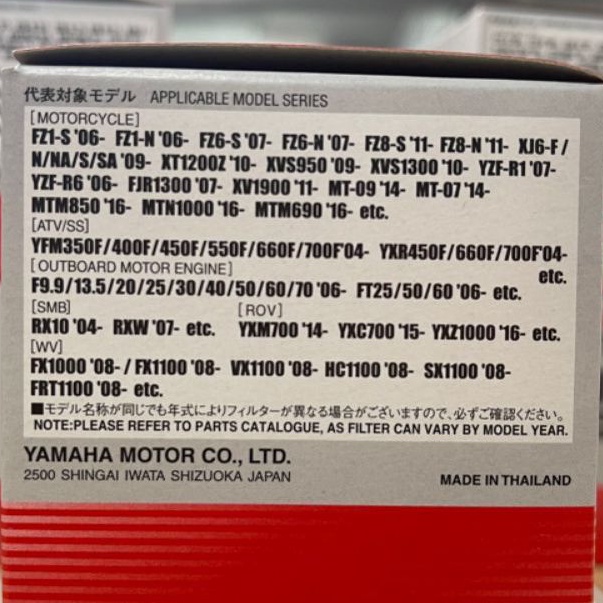 代表対象モデル APPLICABLE MODEL SERIES
[MOTORCYCLE]
FZ1-S '06- FZ1-N '06- FZ6-S '07- FZ6-N '07- FZ8-S '11- FZ8-N '11- XJ6-F /
N/NA/S/SA '09- XT1200Z '10- XVS950 '09- XVS1300 '10- YZF-R1 '07-
YZF-R6 '06- FJR1300 '07- XV1900 '11- MT-09 '14- MT-07 '14-
MTM850 '16- MTN1000 '16- MTM690 '16- etc.
[ATV/SS]
YFM350F/400F/450F/550F/660F/700F'04- YXR450F/660F/700F'04-
etc.
[OUTBOARD MOTOR ENGINE]
F9.9/13.5/20/25/30/40/50/60/70 '06- FT25/50/60 '06- etc.
[SMB] [ROV]
RX10 '04- RXW '07- etc. YXM700 '14- YXC700 '15- YXZ1000 '16- etc.
[WV]
FX1000 '08- / FX1100 '08- VX1100 '08- HC1100 '08- SX1100 '08-
FRT1100 '08- etc.
■モデル名称が同じでも年式によりフィルターが異なる場合がございますので、必ずご確認ください。
NOTE:PLEASE REFER TO PARTS CATALOGUE, AS FILTER CAN VARY BY MODEL YEAR.
YAMAHA MOTOR CO., LTD.
2500 SHINGAI IWATA SHIZUOKA JAPAN
MADE IN THAILAND